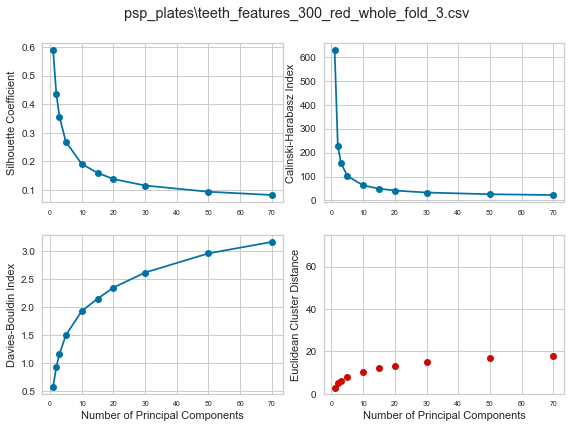 psp_plates\teeth_features_300_red_whole_fold_3.csv
Silhouette Coefficient
0.6
0.5
0.4
0.3
0.2
0.1
0 10 20 30 40 50 60 70
Calinski-Harabasz Index
600
500
400
300
200
100
0
0 10 20 30 40 50 60 70
Davies-Bouldin Index
3.0
2.5
2.0
1.5
1.0
0.5
0 10 20 30 40 50 60 70
Number of Principal Components
Euclidean Cluster Distance
60
40
20
0
0 10 20 30 40 50 60 70
Number of Principal Components